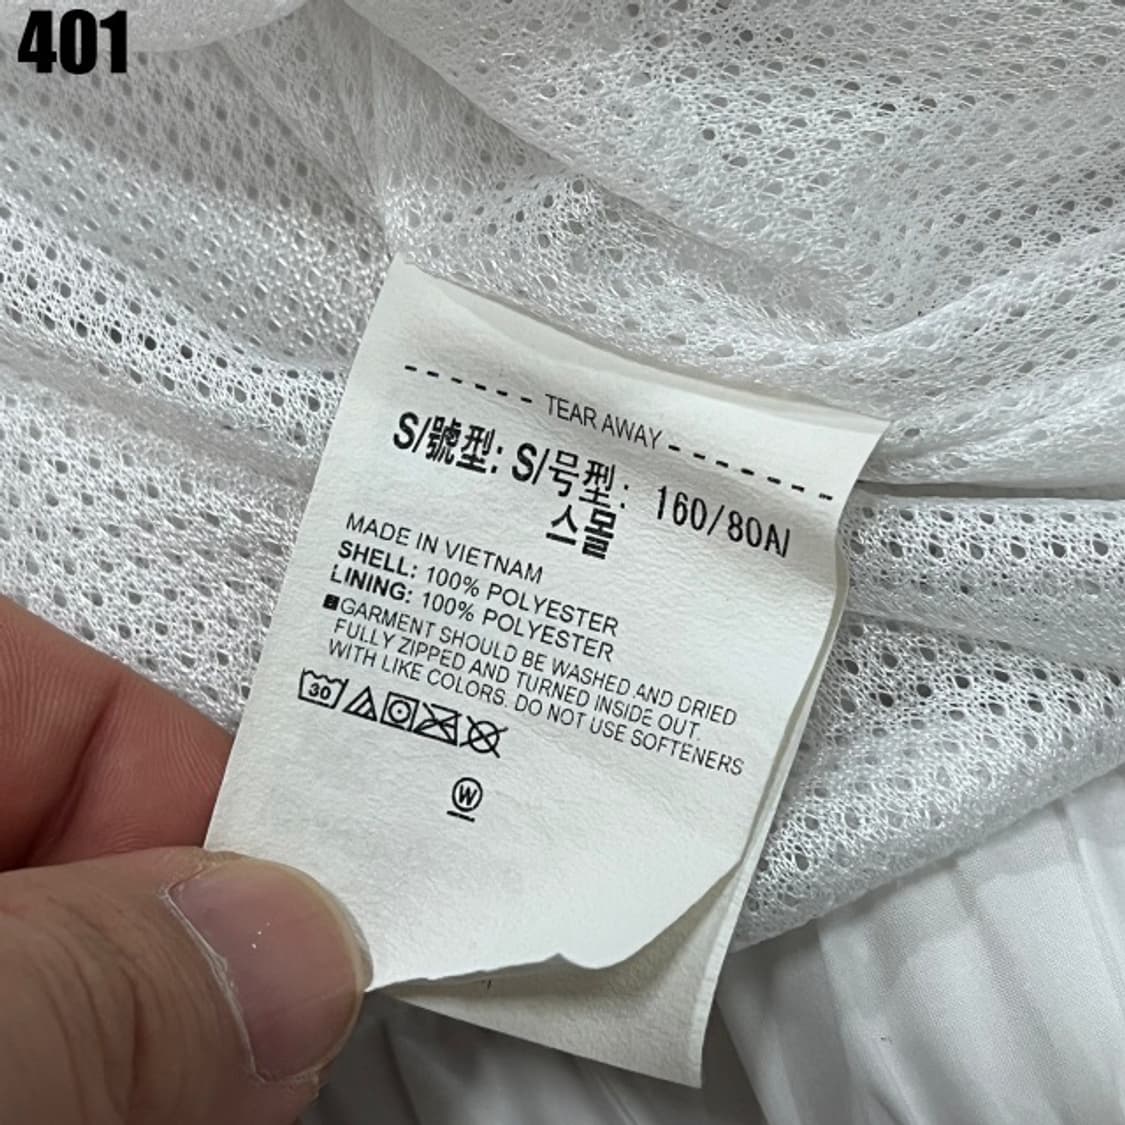 401
- - - - - - TEAR AWAY - - - - - - -
S/號型: S/号型: 160/80A
스몰
MADE IN VIETNAM
SHELL: 100% POLYESTER
LINING: 100% POLYESTER
GARMENT SHOULD BE WASHED AND DRIED
FULLY ZIPPED AND TURNED INSIDE OUT.
WITH LIKE COLORS. DO NOT USE SOFTENERS
30
W